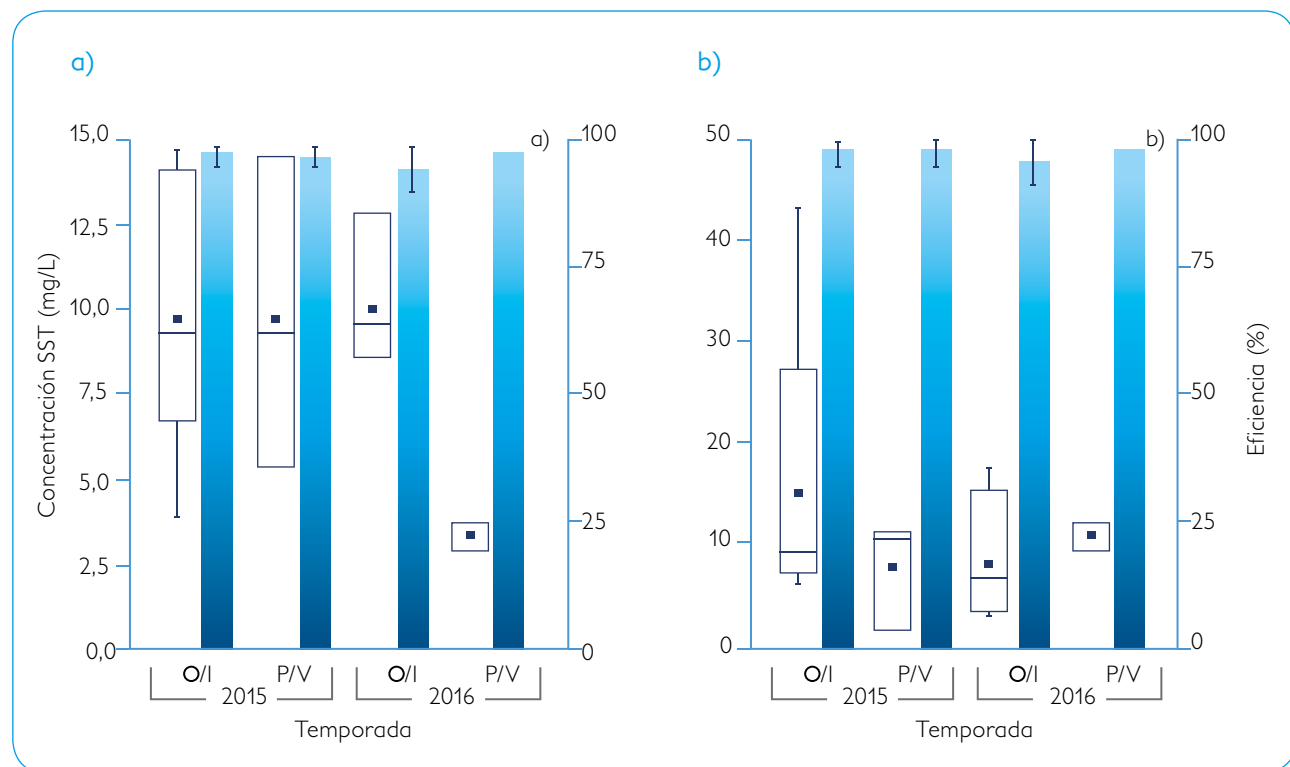 a)
15,0
12,5
10,0
7,5
5,0
2,5
0,0
Concentración SST (mg/L)
a)
100
75
50
25
0
O/I P/V O/I P/V
2015 2016
Temporada
b)
50
40
30
20
10
0
b)
100
75
50
25
0
Eficiencia (%)
O/I P/V O/I P/V
2015 2016
Temporada